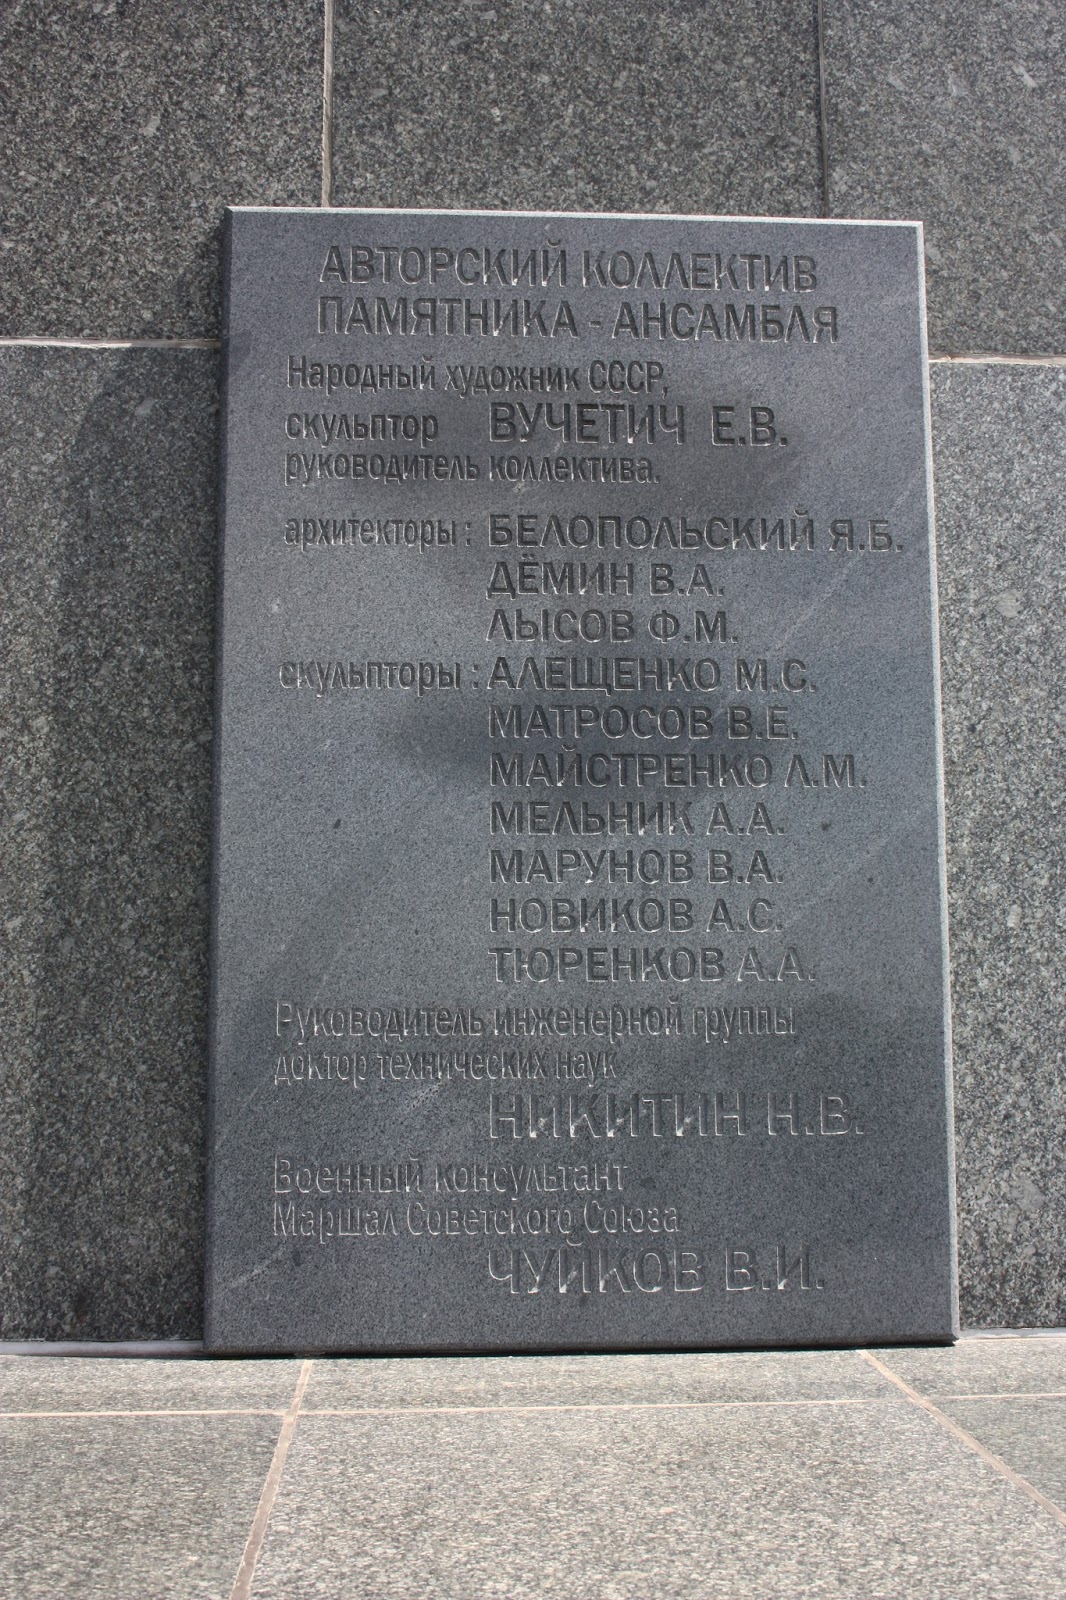 АВТОРСКИЙ КОЛЛЕКТИВ
ПАМЯТНИКА - АНСАМБЛЯ
Народный художник СССР,
скульптор ВУЧЕТИЧ Е.В.
руководитель коллектива.
архитекторы: БЕЛОПОЛЬСКИЙ Я.Б.
ДЁМИН В.А.
ЛЫСОВ Ф.М.
скульпторы: АЛЕЩЕНКО М.С.
МАТРОСОВ В.Е.
МАЙСТРЕНКО Л.М.
МЕЛЬНИК А.А.
МАРУНОВ В.А.
НОВИКОВ А.С.
ТЮРЕНКОВ А.А.
Руководитель инженерной группы
доктор технических наук
НИКИТИН Н.В.
Военный консультант
Маршал Советского Союза
ЧУЙКОВ В.И.